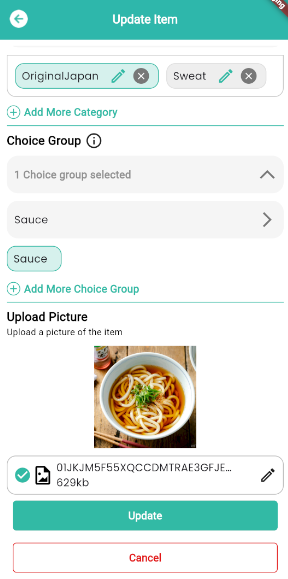 Update Item
OriginalJapan
Sweat
Add More Category
Choice Group
1 Choice group selected
Sauce
Sauce
Add More Choice Group
Upload Picture
Upload a picture of the item
01JKJM5F55XQCCDMTRAE3GFJE...
629kb
Update
Cancel